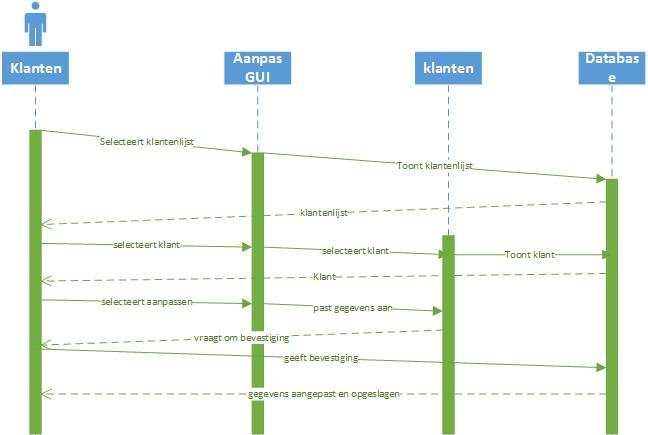 Klanten
Aanpas
GUI
klanten
Databas
e
Selecteert klantenlijst
Toont klantenlijst
klantenlijst
selecteert klant
selecteert klant
Toont klant
Klant
selecteert aanpassen
past gegevens aan
vraagt om bevestiging
geeft bevestiging
gegevens aangepast en opgeslagen